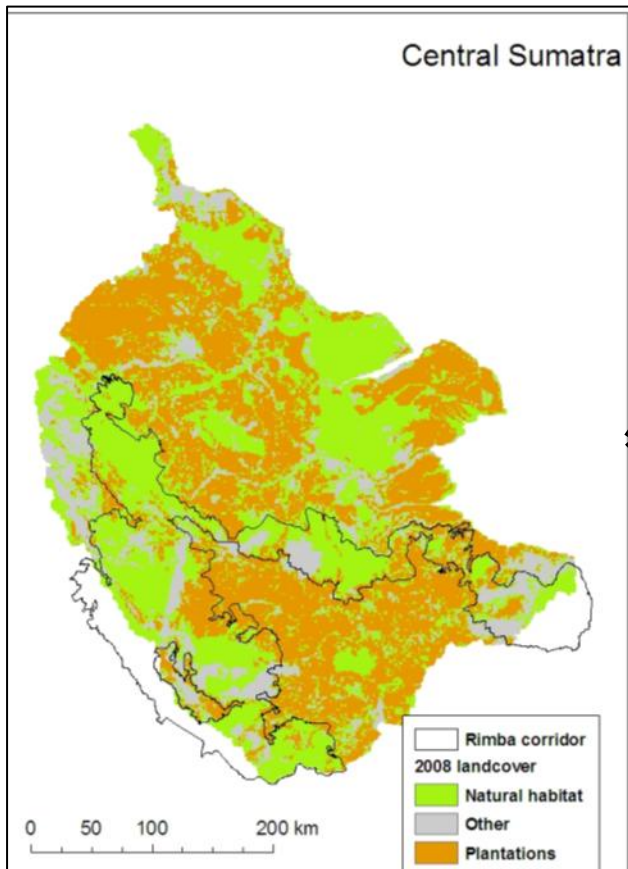 Central Sumatra
Rimba corridor
2008 landcover
Natural habitat
Other
Plantations
0 50 100 200 km